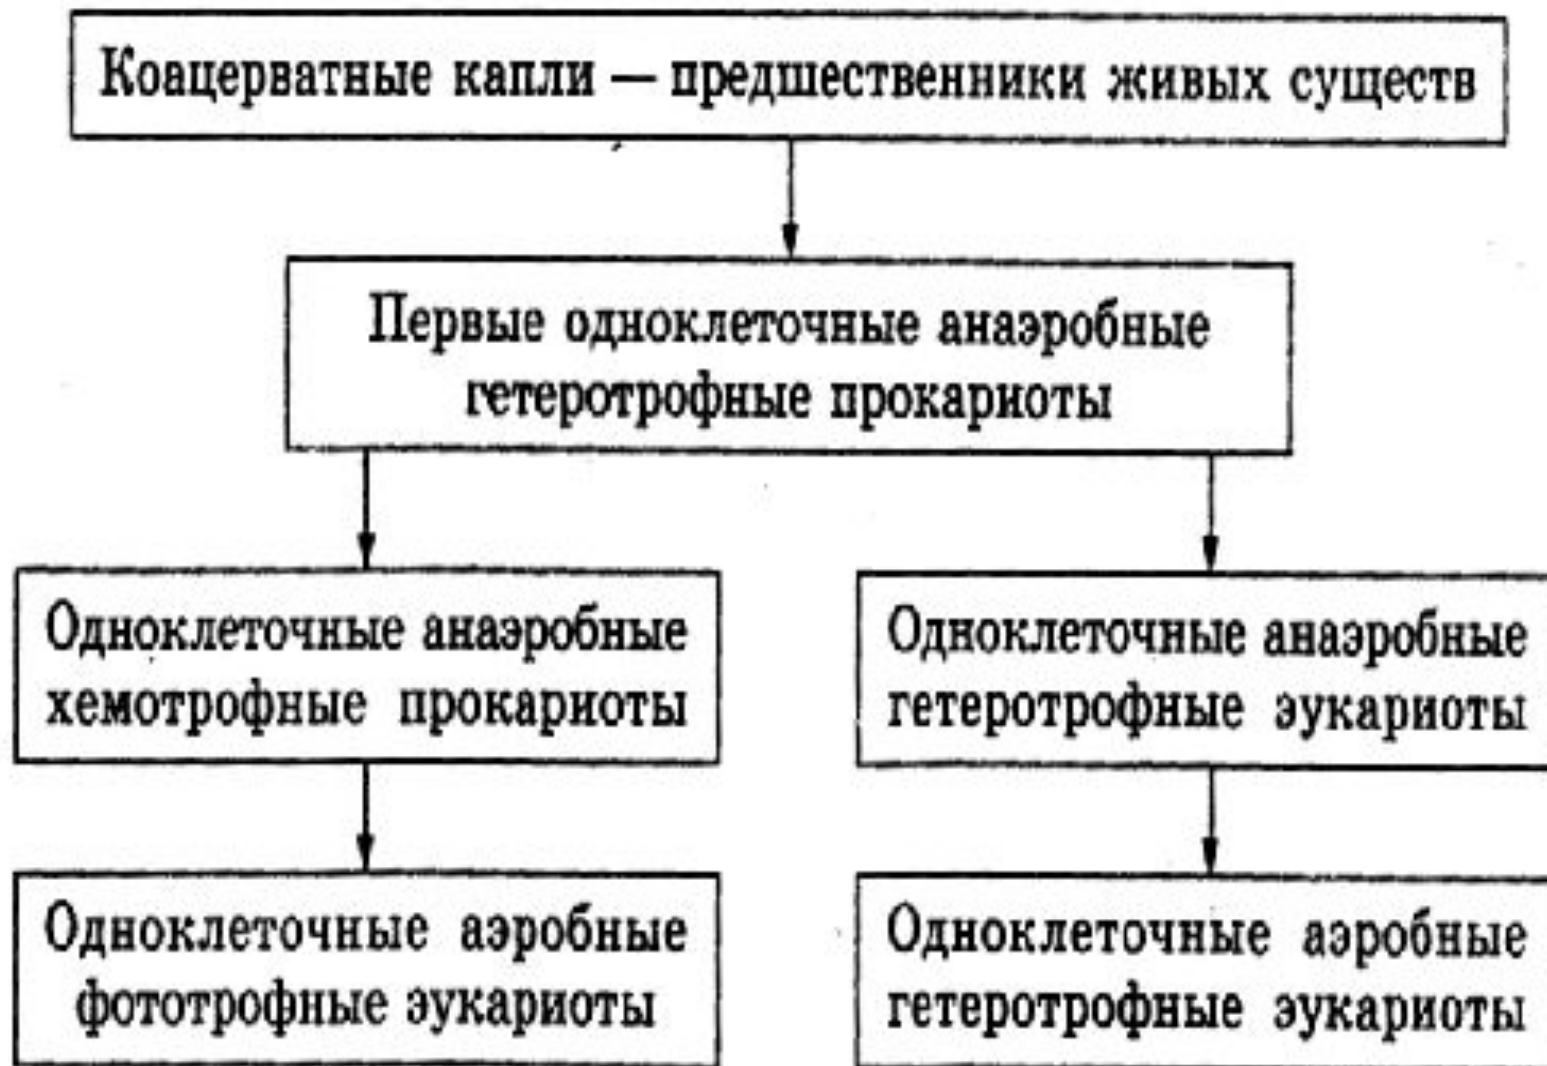 Коацерватные капли — предшественники живых существ
Первые одноклеточные анаэробные
гетеротрофные прокариоты
Одноклеточные анаэробные
хемотрофные прокариоты
Одноклеточные анаэробные
гетеротрофные эукариоты
Одноклеточные аэробные
фототрофные эукариоты
Одноклеточные аэробные
гетеротрофные эукариоты